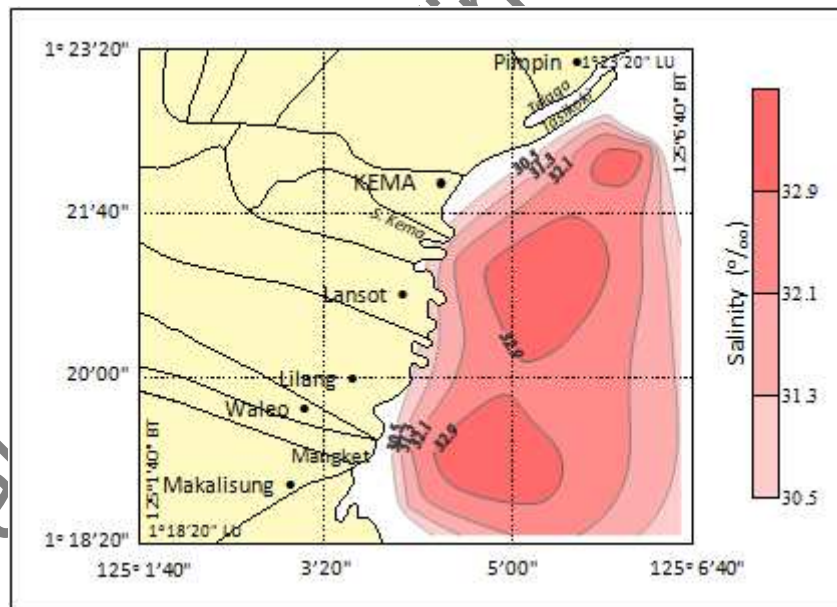 1° 23'20"
Pimpin
1°23'20" LU
Tasikoki
125°6'40" BT
30.5
31.3
32.1
KEMA
32.9
21'40"
S. Kema
Salinity (°/₀₀)
Lansot
32.1
32.9
20'00"
Lilang
31.3
Waleo
30.5
31.3
32.1
32.9
Mangket
125°1'40" BT
Makalisung
30.5
1°18'20" LU
1° 18'20"
125° 1'40"
3'20"
5'00"
125° 6'40"